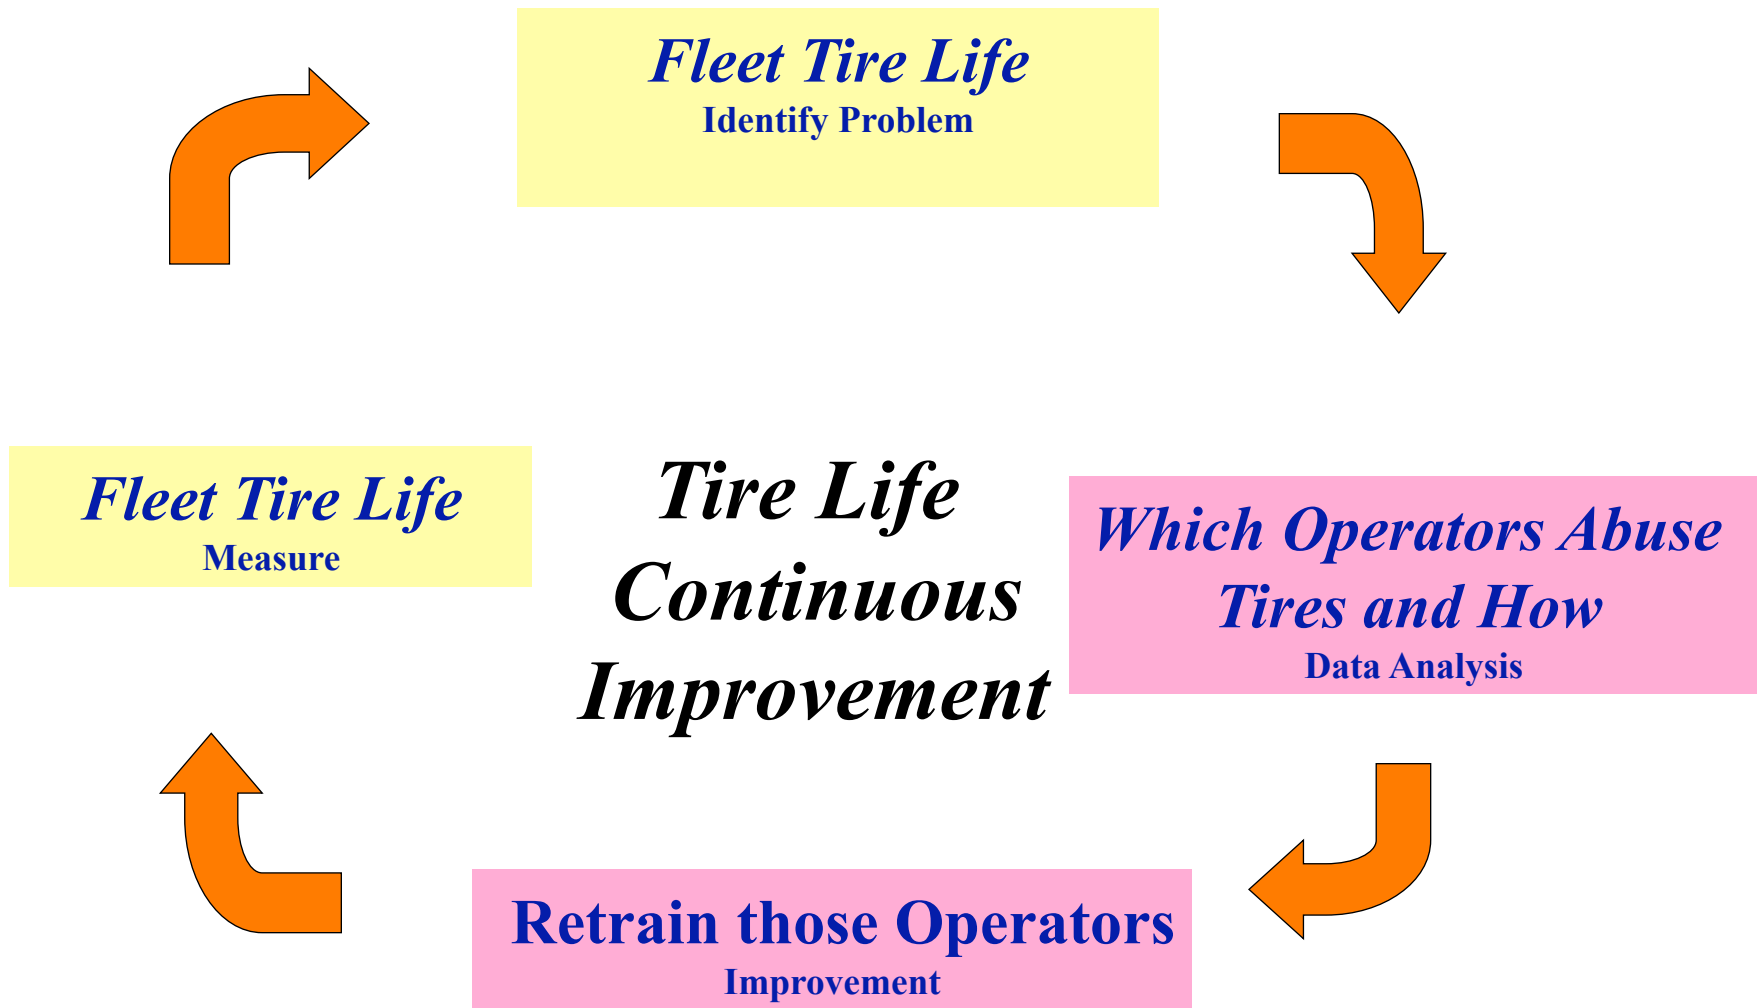 Fleet Tire Life
Identify Problem
Fleet Tire Life
Measure
Tire Life
Continuous
Improvement
Which Operators Abuse
Tires and How
Data Analysis
Retrain those Operators
Improvement